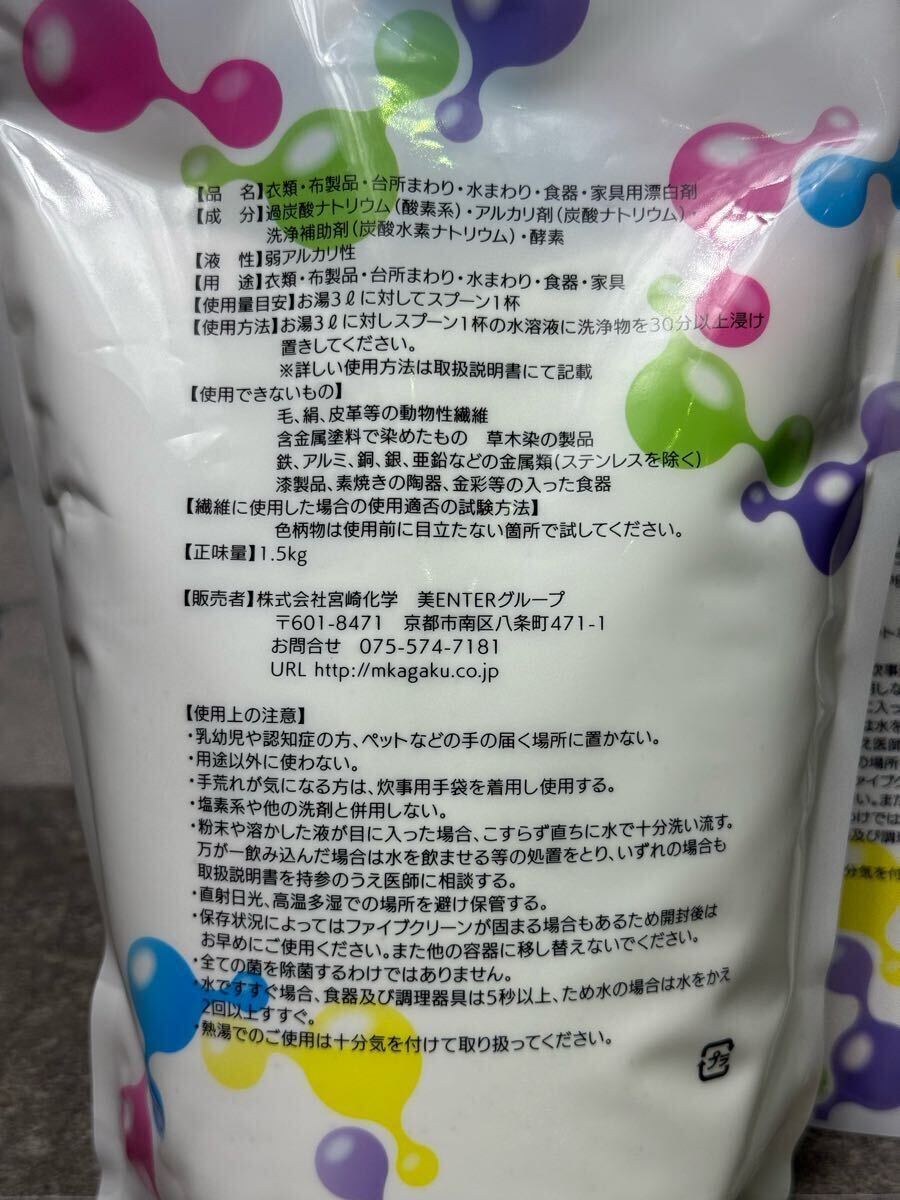 【品　名】衣類・布製品・台所まわり・水まわり・食器・家具用漂白剤
【成　分】過炭酸ナトリウム(酸素系)・アルカリ剤(炭酸ナトリウム)・
洗浄補助剤(炭酸水素ナトリウム)・酵素
【液　性】弱アルカリ性
【用　途】衣類・布製品・台所まわり・水まわり・食器・家具
【使用量目安】お湯3ℓに対してスプーン1杯
【使用方法】お湯3ℓに対しスプーン1杯の水溶液に洗浄物を30分以上浸け
置きしてください。
※詳しい使用方法は取扱説明書にて記載
【使用できないもの】
毛、絹、皮革等の動物性繊維
含金属塗料で染めたもの　草木染の製品
鉄、アルミ、銅、銀、亜鉛などの金属類(ステンレスを除く)
漆製品、素焼きの陶器、金彩等の入った食器
【繊維に使用した場合の使用適否の試験方法】
色柄物は使用前に目立たない箇所で試してください。
【正味量】1.5kg
【販売者】株式会社宮崎化学　美ENTERグループ
〒601-8471　京都市南区八条町471-1
お問合せ　075-574-7181
URL http://mkagaku.co.jp
【使用上の注意】
・乳幼児や認知症の方、ペットなどの手の届く場所に置かない。
・用途以外に使わない。
・手荒れが気になる方は、炊事用手袋を着用し使用する。
・塩素系や他の洗剤と併用しない。
・粉末や溶かした液が目に入った場合、こすらず直ちに水で十分洗い流す。
万が一飲み込んだ場合は水を飲ませる等の処置をとり、いずれの場合も
取扱説明書を持参のうえ医師に相談する。
・直射日光、高温多湿での場所を避け保管する。
・保存状況によってはファイブクリーンが固まる場合もあるため開封後は
お早めにご使用ください。また他の容器に移し替えないでください。
・全ての菌を除菌するわけではありません。
・水ですすぐ場合、食器及び調理器具は5秒以上、ため水の場合は水をかえ
2回以上すすぐ。
・熱湯でのご使用は十分気を付けて取り扱ってください。
プラ